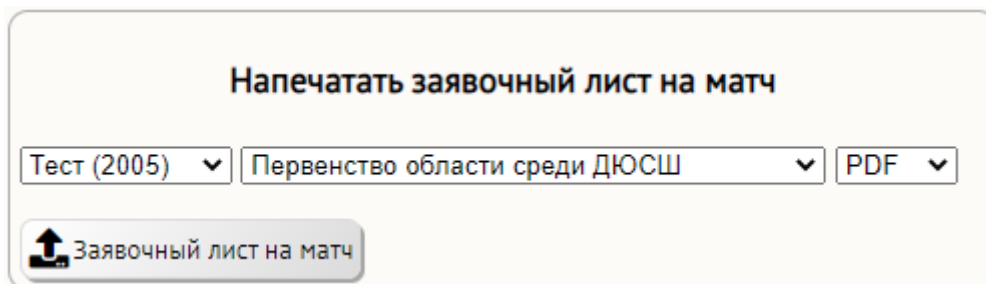 Напечатать заявочный лист на матч
Тест (2005) Первенство области среди ДЮСШ PDF
Заявочный лист на матч